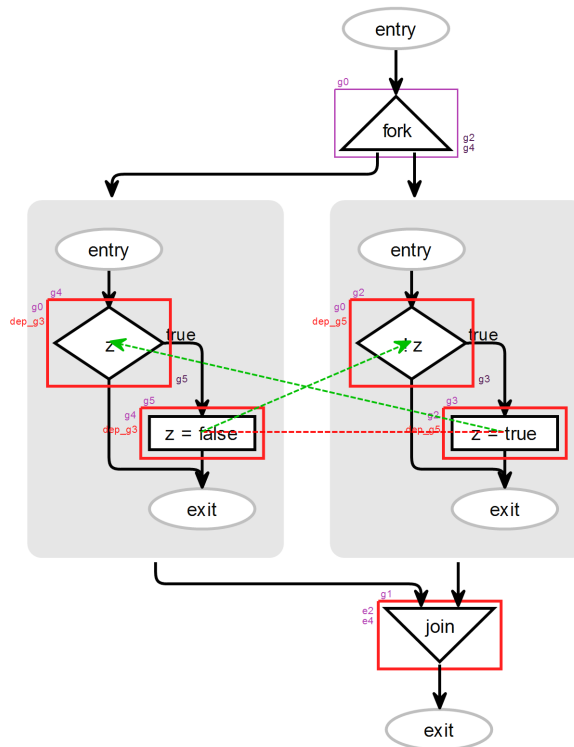 entry
g0
fork
g2
g4
entry
entry
g4
g2
g0
g0
dep_g3
dep_g5
true
true
z
z
g5
g3
g5
g3
g4
g2
dep_g3
dep_g5
z = false
z = true
exit
exit
g1
e2
e4
join
exit